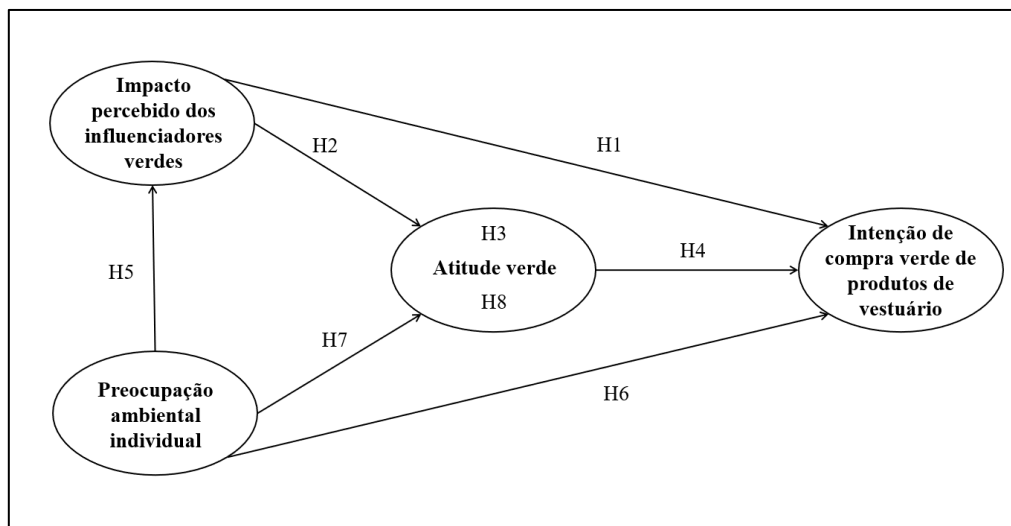 Impacto
percebido dos
influenciadores
verdes
H1
H2
H3
Atitude verde
H8
H4
Intenção de
compra verde de
produtos de
vestuário
H5
H7
H6
Preocupação
ambiental
individual